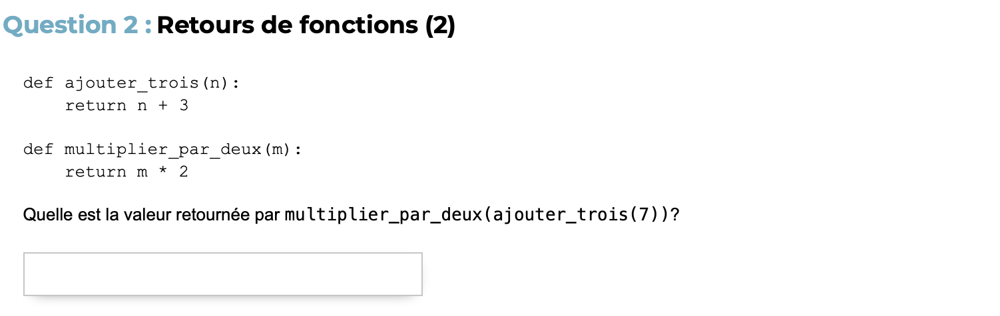 Question 2 : Retours de fonctions (2)
def ajouter_trois(n):
    return n + 3
def multiplier_par_deux(m):
    return m * 2
Quelle est la valeur retournée par multiplier_par_deux(ajouter_trois(7))?